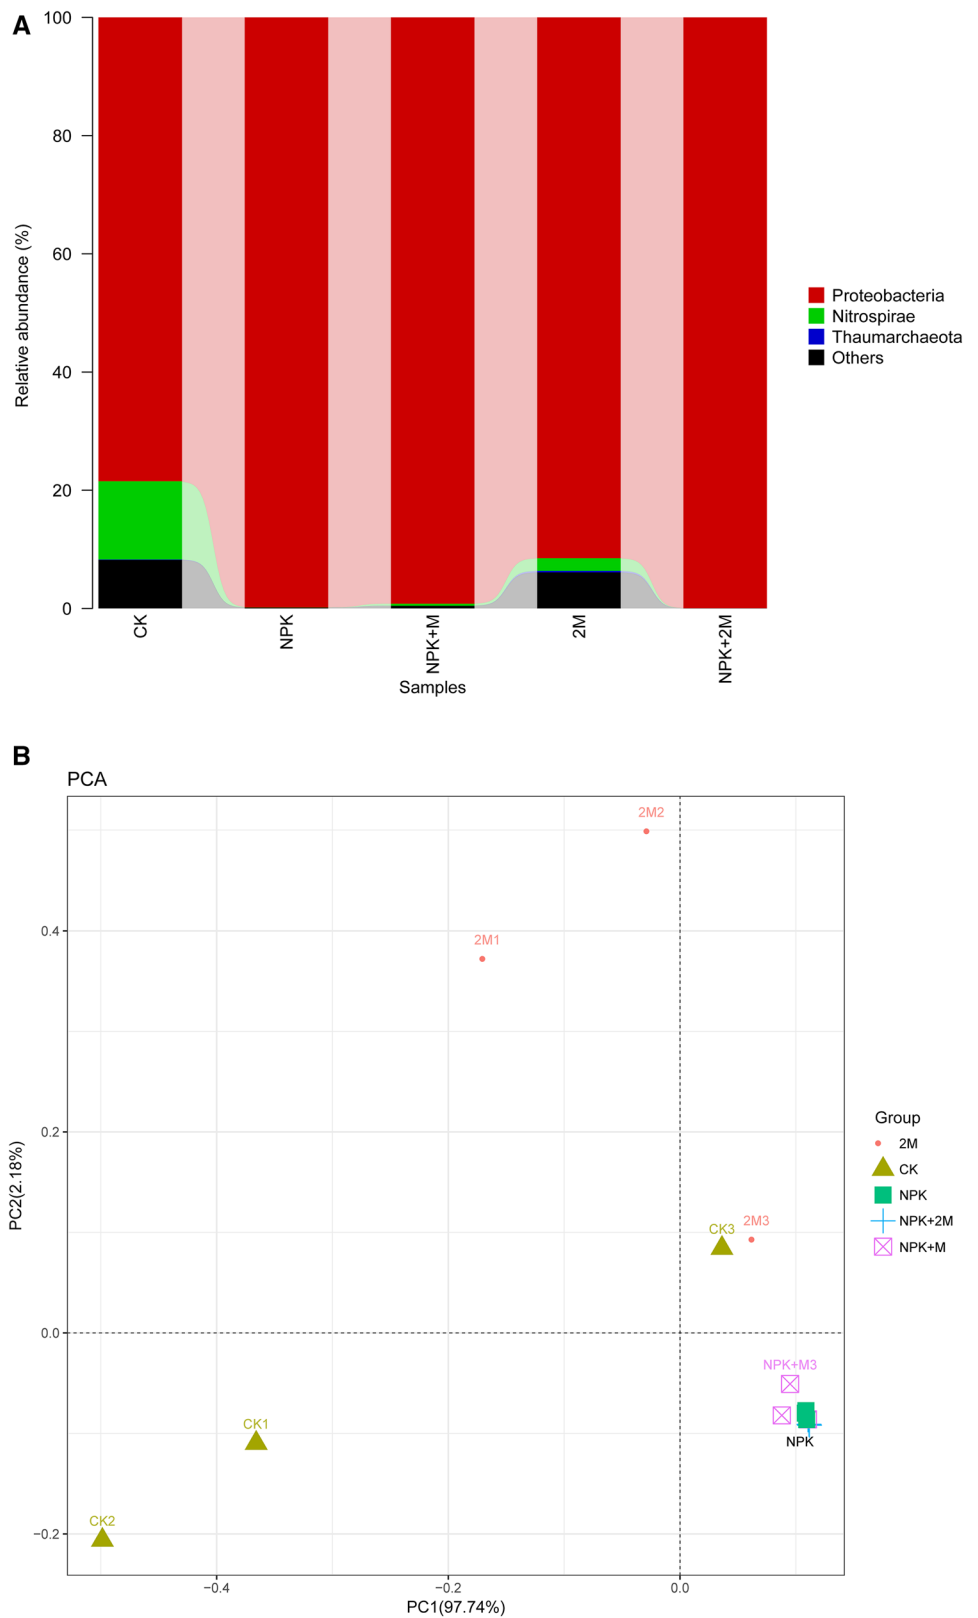 A
100
80
60
40
20
0
Relative abundance (%)
CK
NPK
NPK+M
2M
NPK+2M
Samples
Proteobacteria
Nitrospirae
Thaumarchaeota
Others
B
PCA
2M2
2M1
2M3
CK3
NPK+M3
NPK
CK1
CK2
0.4
0.2
0.0
−0.2
PC2(2.18%)
−0.4
−0.2
0.0
PC1(97.74%)
Group
2M
CK
NPK
NPK+2M
NPK+M